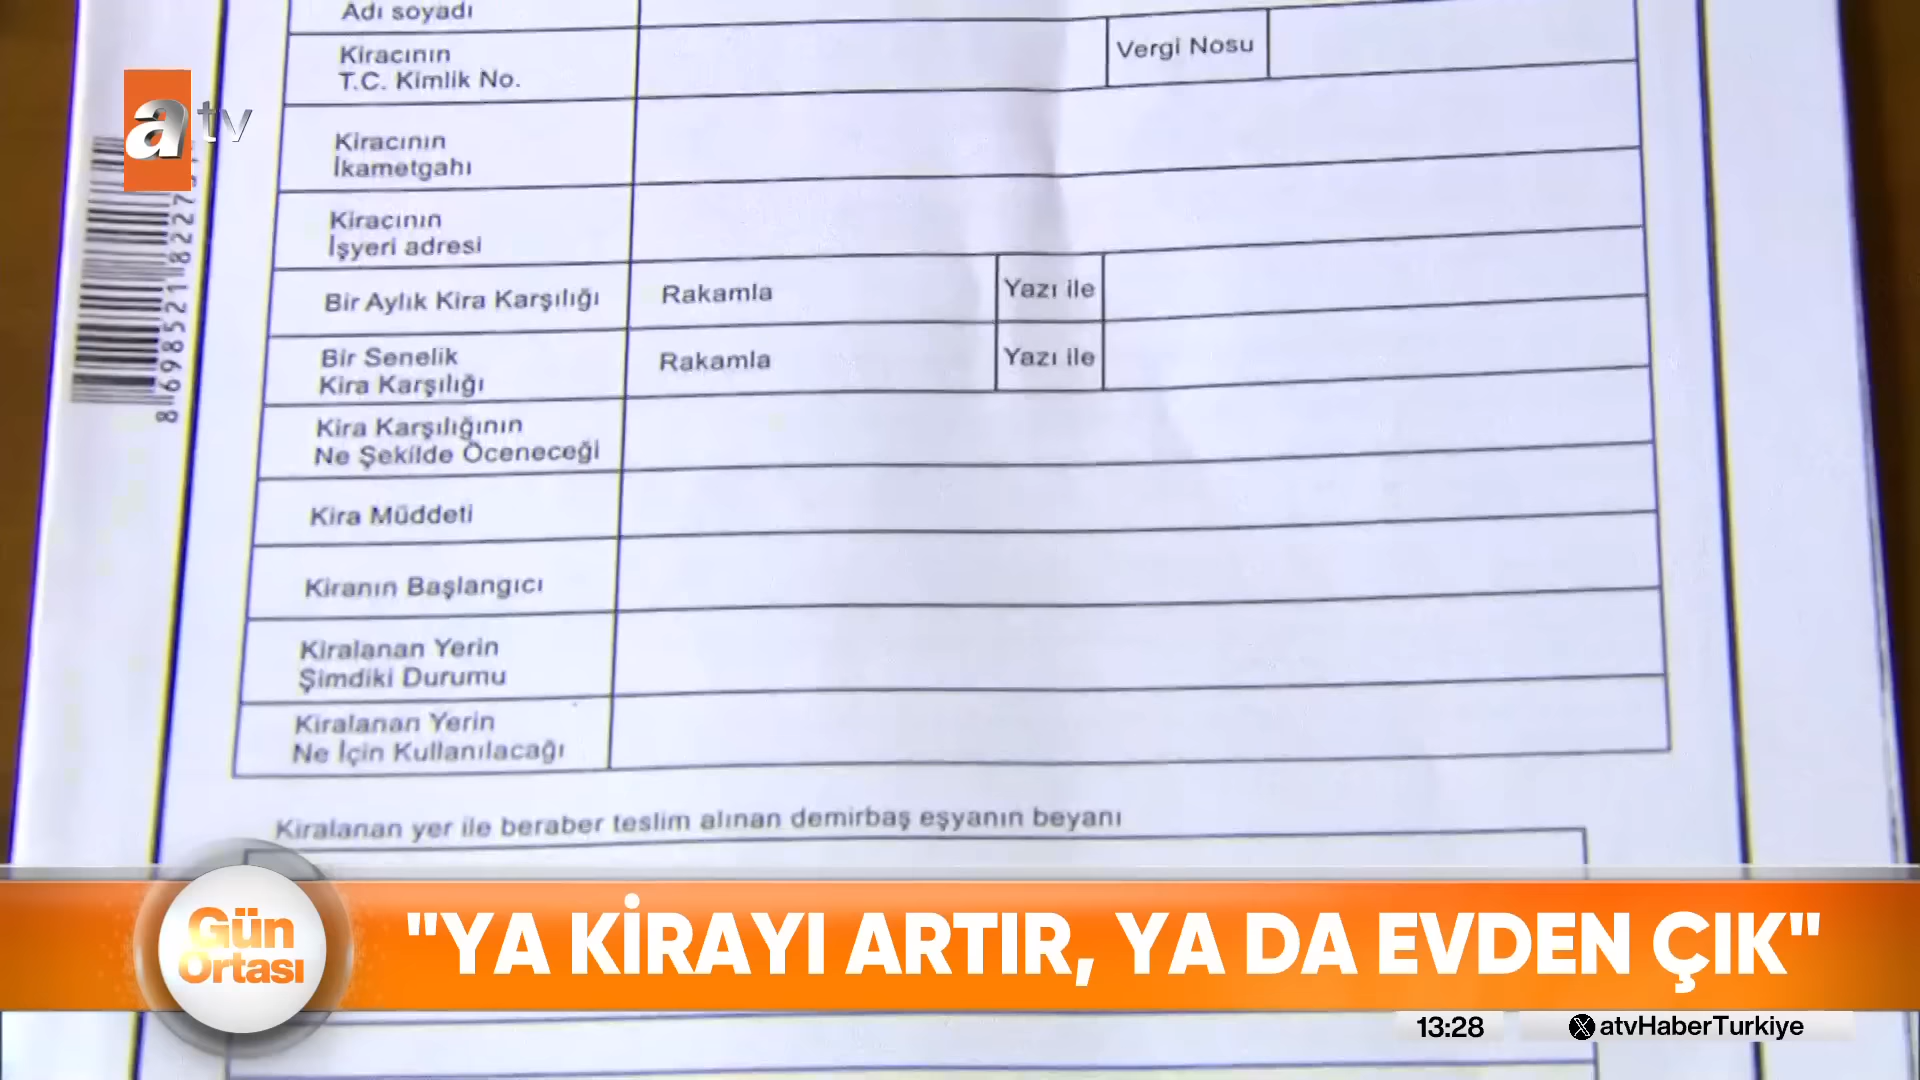 Adı soyadı
Kiracının
T.C. Kimlik No.
Vergi Nosu
atv
Kiracının
İkametgahı
Kiracının
İşyeri adresi
Bir Aylık Kira Karşılığı Rakamla Yazı ile
Bir Senelik
Kira Karşılığı
Rakamla Yazı ile
Kira Karşılığının
Ne Şekilde Öceneceği
Kira Müddeti
Kiranın Başlangıcı
Kiralanan Yerin
Şimdiki Durumu
Kiralanan Yerin
Ne İçin Kullanılacağı
Kiralanan yer ile beraber teslim alınan demirbaş eşyanın beyanı
Gün
Ortası
"YA KİRAYI ARTIR, YA DA EVDEN ÇIK"
13:28
atvHaberTurkiye